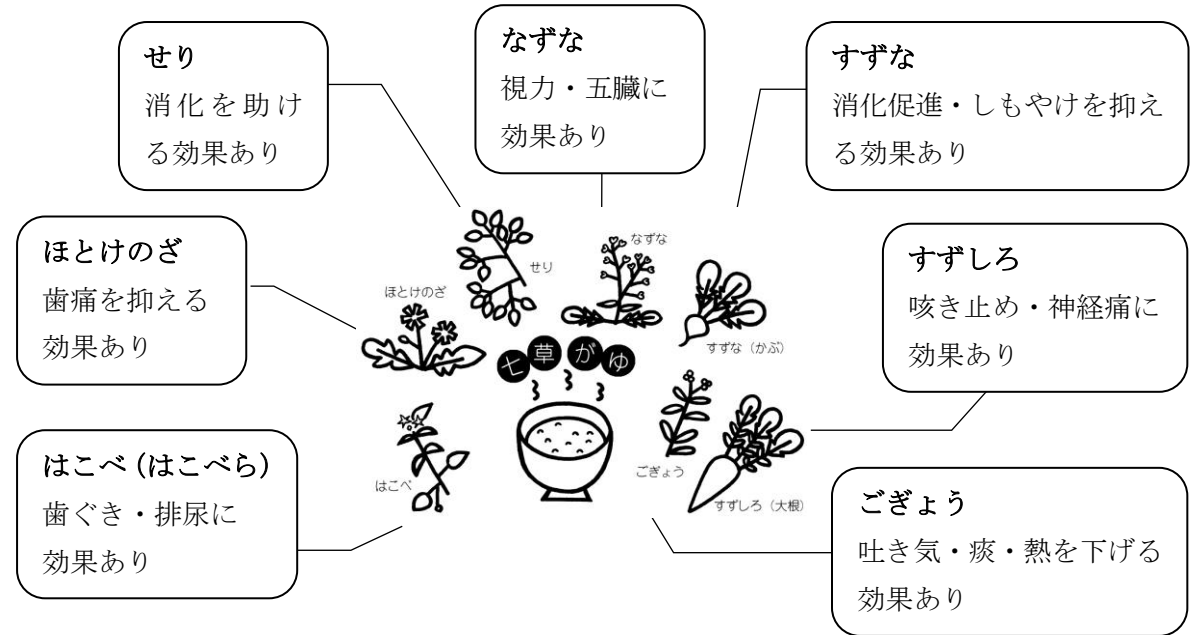 せり
消化を助け
る効果あり
なずな
視力・五臓に
効果あり
すずな
消化促進・しもやけを抑え
る効果あり
ほとけのざ
歯痛を抑える
効果あり
すずしろ
咳き止め・神経痛に
効果あり
はこべ（はこべら）
歯ぐき・排尿に
効果あり
ごぎょう
吐き気・痰・熱を下げる
効果あり
なずな
せり
ほとけのざ
すずな（かぶ）
七草がゆ
はこべ
ごぎょう
すずしろ（大根）